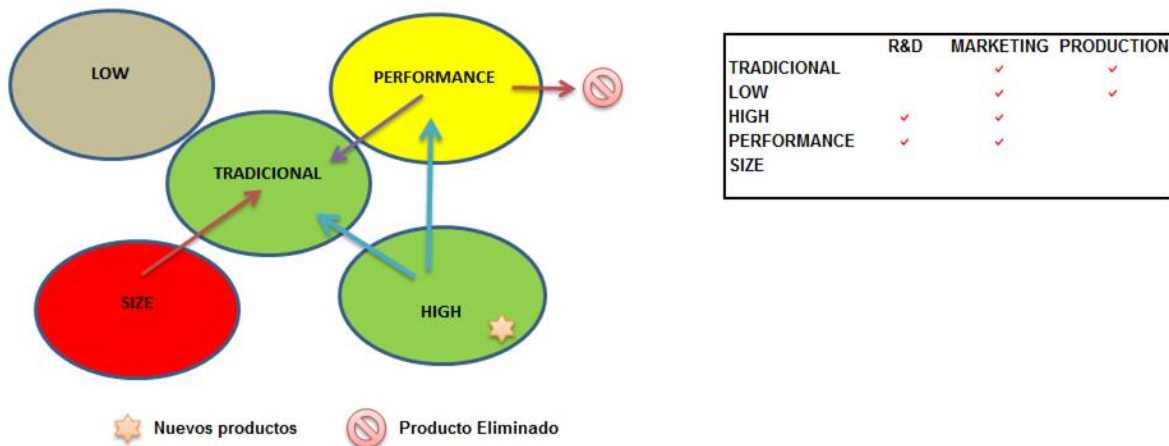 LOW
PERFORMANCE
TRADICIONAL
SIZE
HIGH
Nuevos productos
Producto Eliminado
R&D MARKETING PRODUCTION
TRADICIONAL ✓ ✓
LOW ✓ ✓
HIGH ✓ ✓
PERFORMANCE ✓ ✓
SIZE